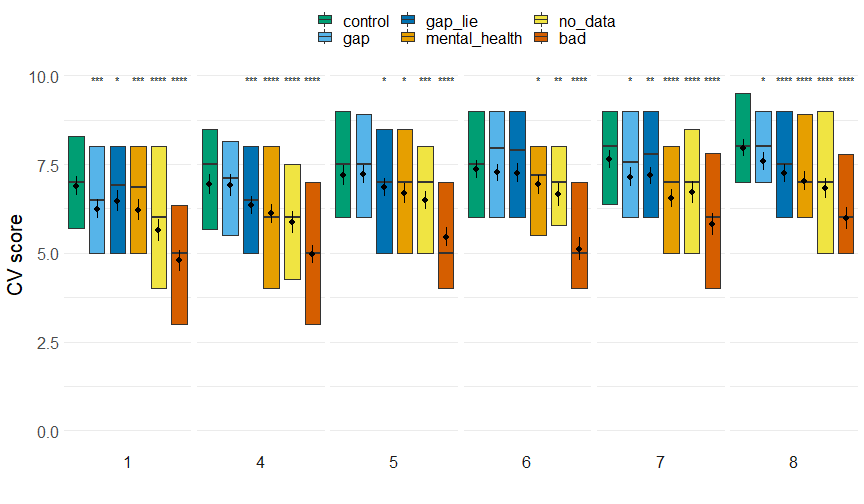 control gap_lie no_data
gap mental_health bad
10.0
*** * *** **** ****
*** **** **** ****
* * *** ****
* ** ****
* ** **** **** ****
* **** **** **** ****
7.5
5.0
2.5
0.0
CV score
1 4 5 6 7 8